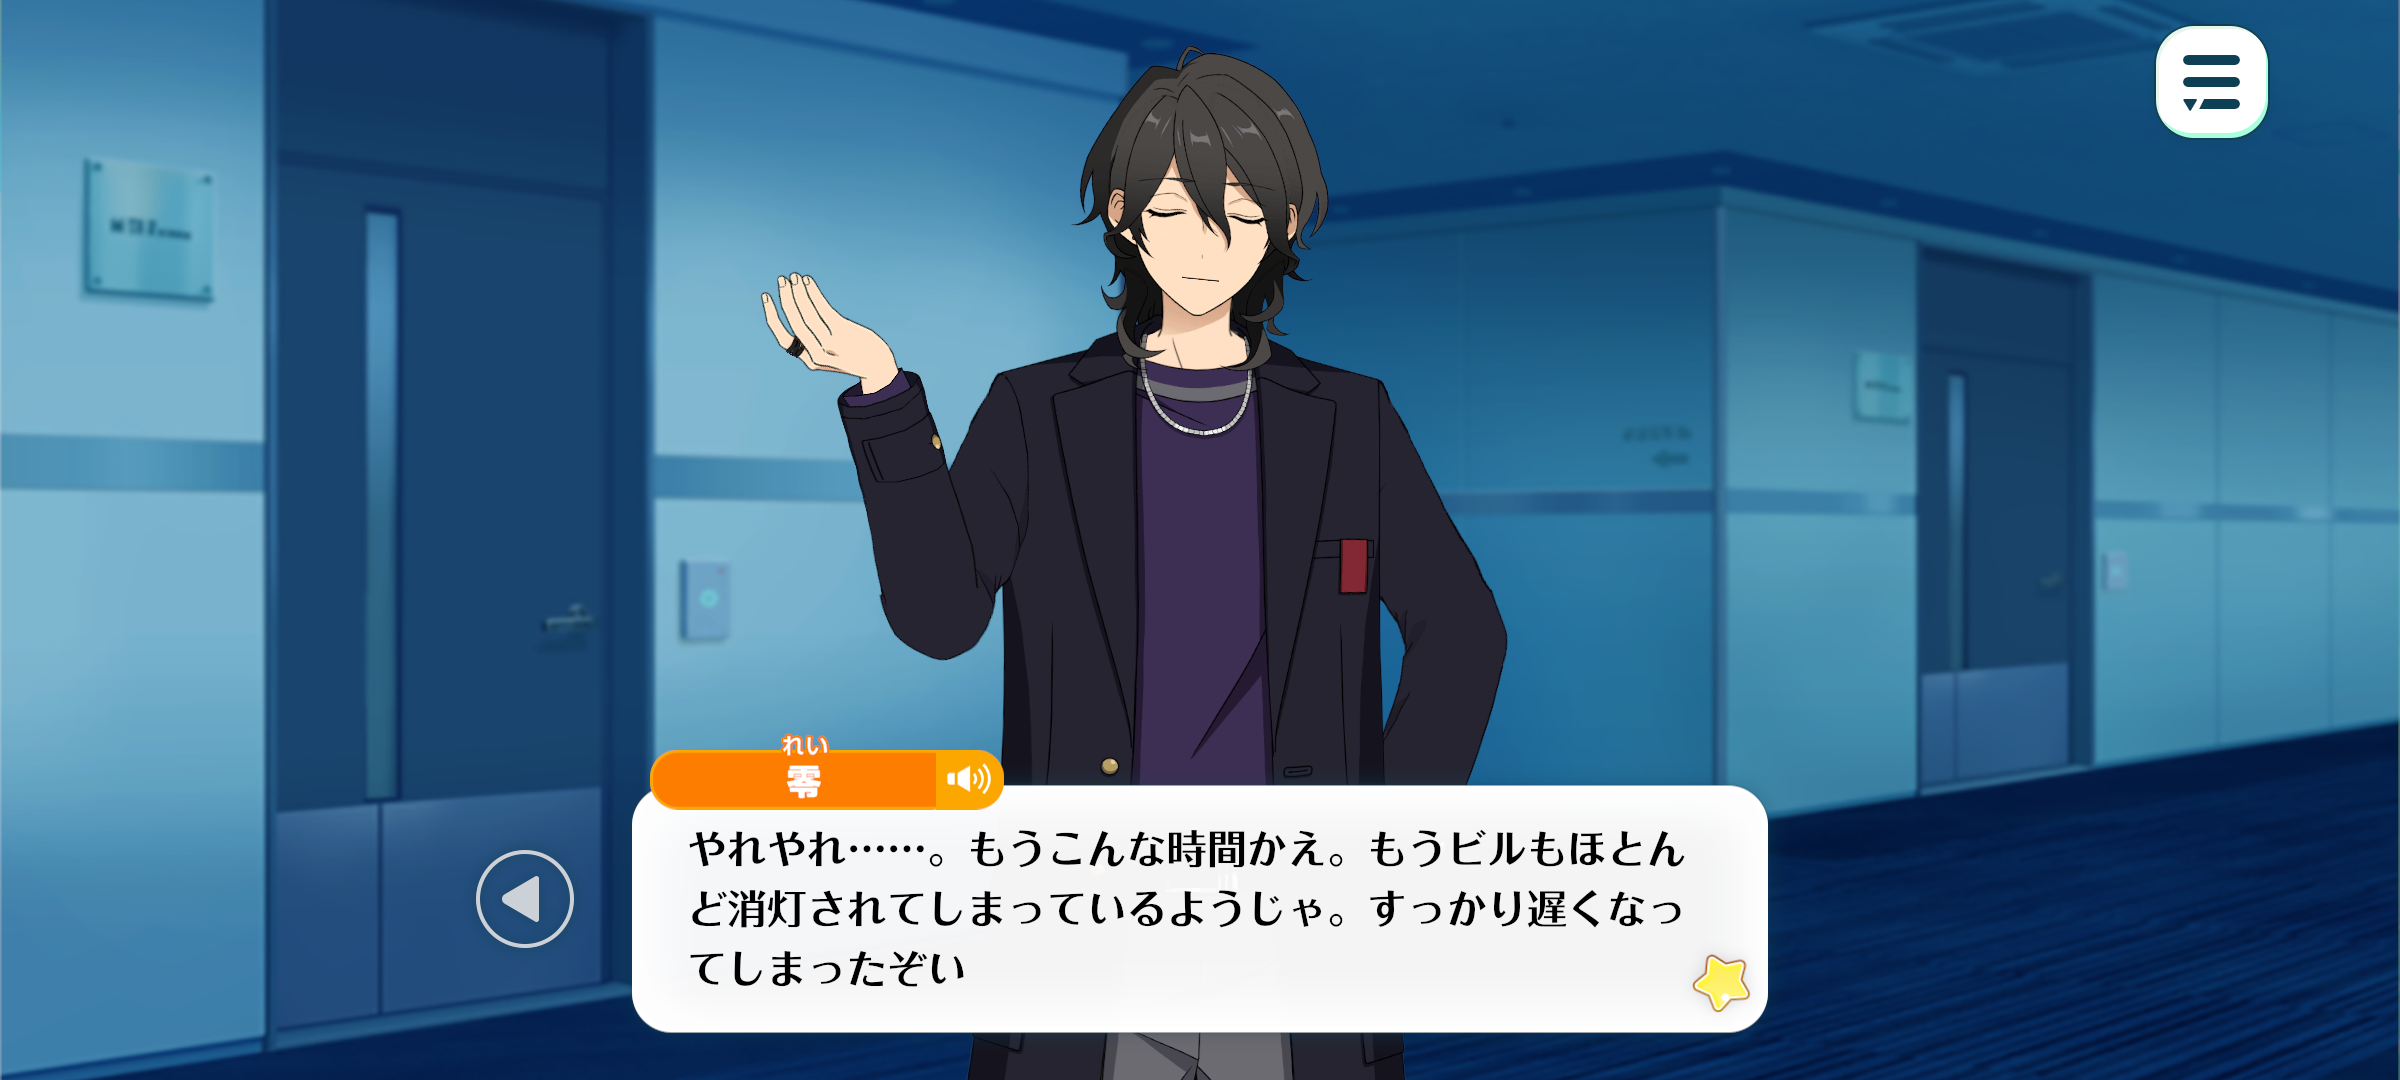 れい
零
やれやれ……。もうこんな時間かえ。もうビルもほとん
ど消灯されてしまっているようじゃ。すっかり遅くなっ
てしまったぞい